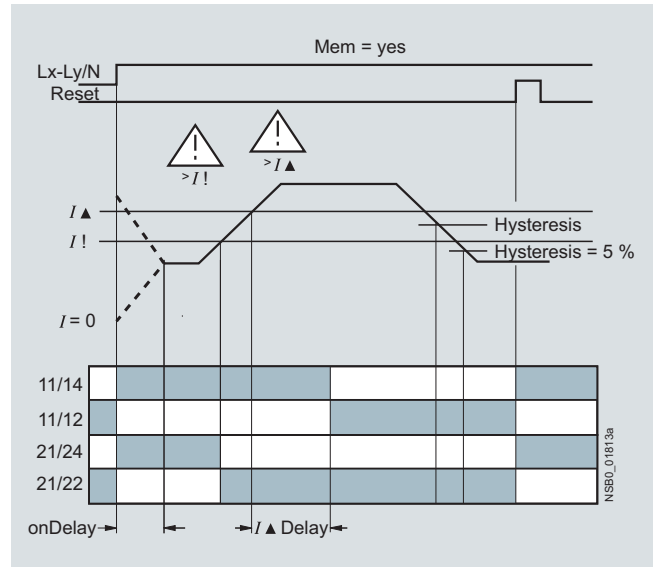 Mem = yes
Lx-Ly/N
Reset
>I !
>I ▲
I ▲
Hysteresis
I !
Hysteresis = 5 %
I = 0
11/14
11/12
21/24
21/22
NSB0_01813a
onDelay
I ▲ Delay